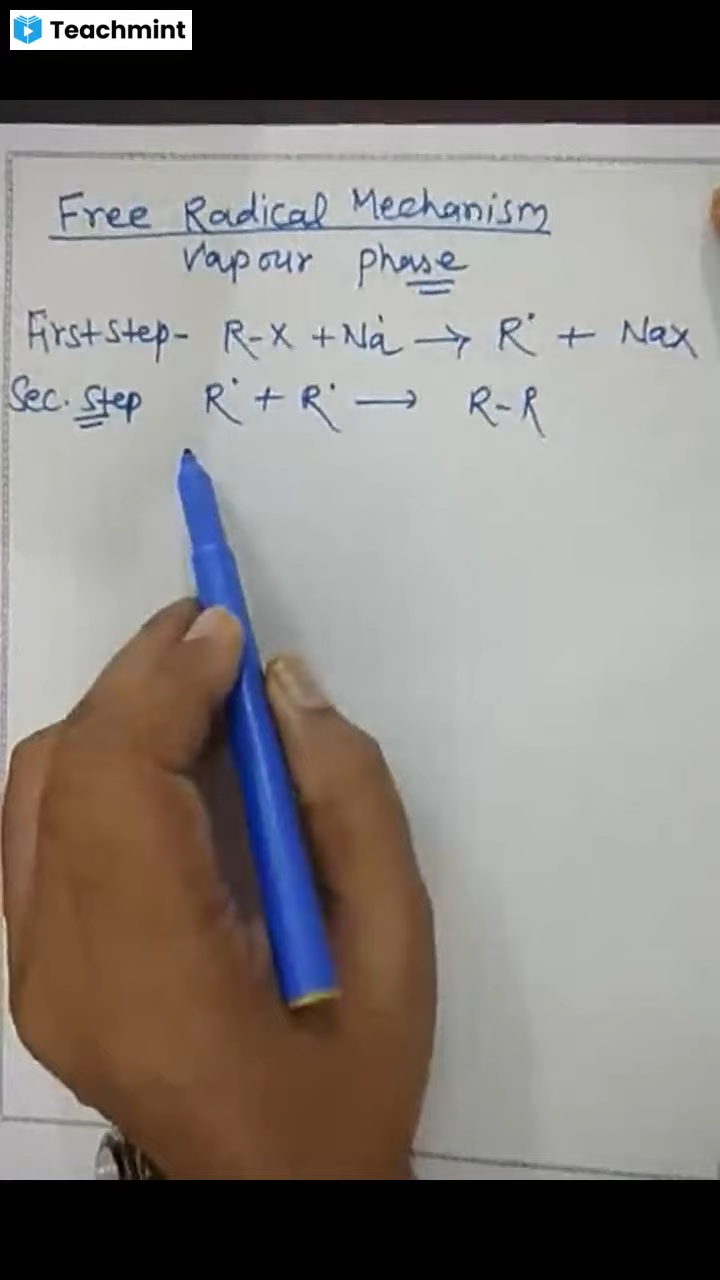 Teachmint
Free Radical Mechanism
Vapour phase
First step- R-X + Na· → R· + Nax
Sec. Step R· + R· → R-R